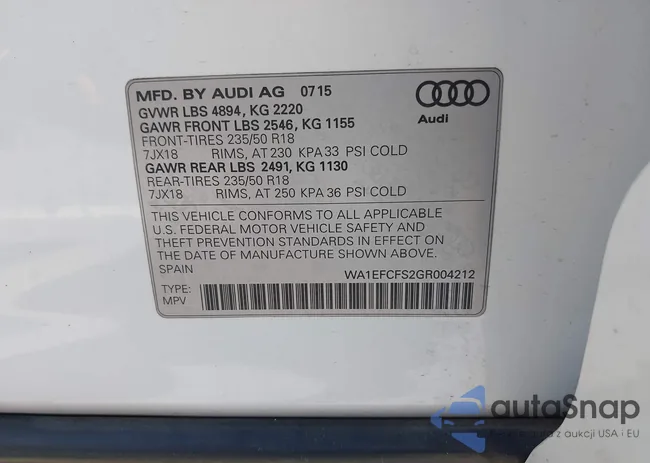 MFD. BY AUDI AG 0715
GVWR LBS 4894, KG 2220
GAWR FRONT LBS 2546, KG 1155
FRONT-TIRES 235/50 R18
7JX18 RIMS, AT 230 KPA 33 PSI COLD
GAWR REAR LBS 2491, KG 1130
REAR-TIRES 235/50 R18
7JX18 RIMS, AT 250 KPA 36 PSI COLD
THIS VEHICLE CONFORMS TO ALL APPLICABLE
U.S. FEDERAL MOTOR VEHICLE SAFETY AND
THEFT PREVENTION STANDARDS IN EFFECT ON
THE DATE OF MANUFACTURE SHOWN ABOVE.
SPAIN
WA1EFCFS2GR004212
TYPE:
MPV
Audi
autoSnap
z aukcji USA i EU